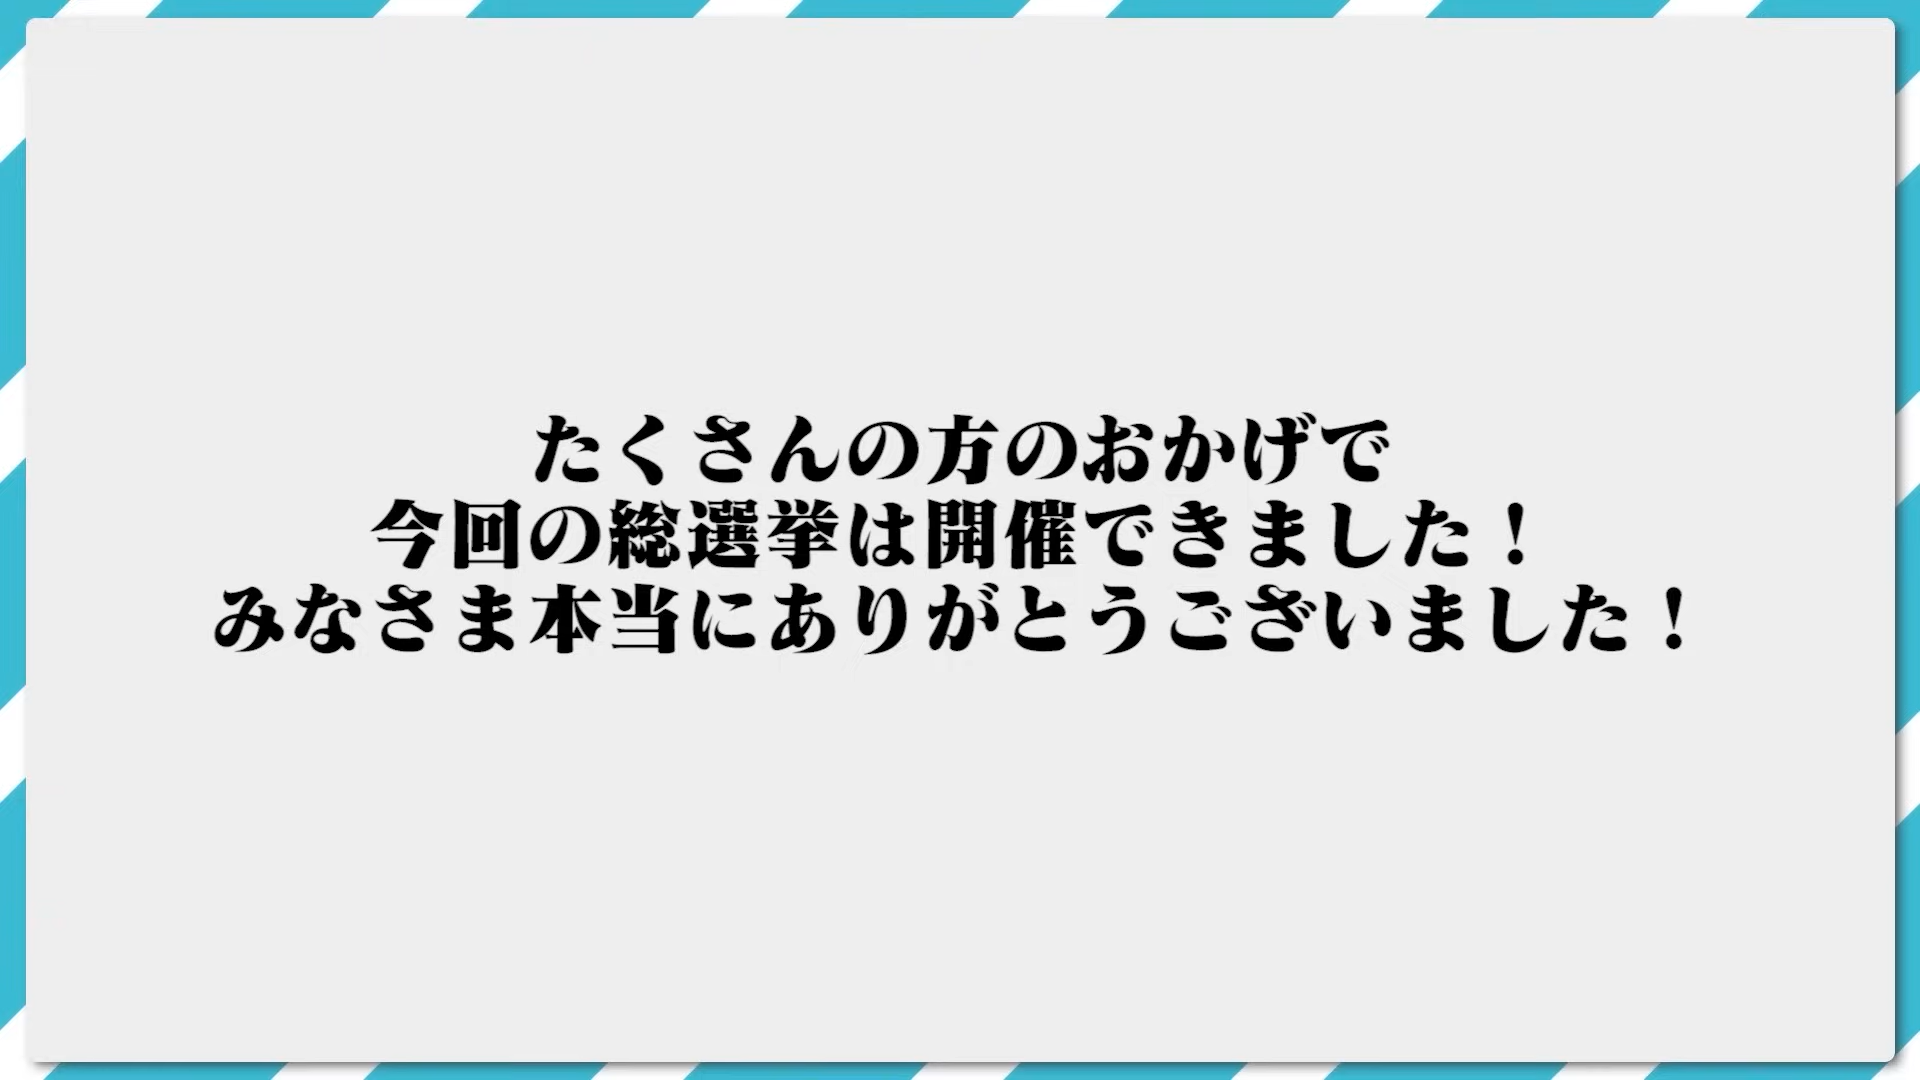 たくさんの方のおかげで
今回の総選挙は開催できました！
みなさま本当にありがとうございました！